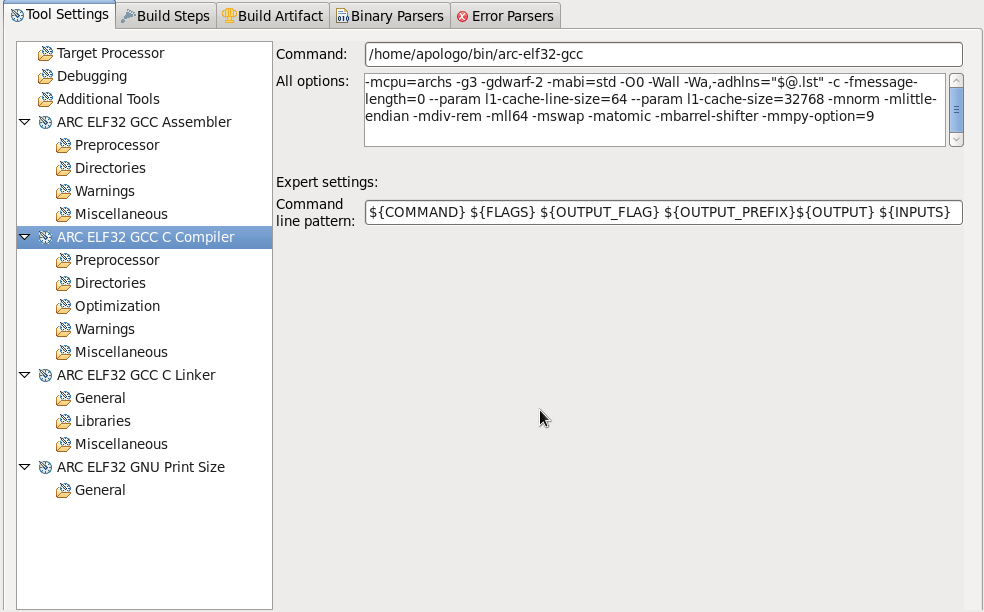 Tool Settings
Build Steps
Build Artifact
Binary Parsers
Error Parsers
Target Processor
Debugging
Additional Tools
ARC ELF32 GCC Assembler
Preprocessor
Directories
Warnings
Miscellaneous
ARC ELF32 GCC C Compiler
Preprocessor
Directories
Optimization
Warnings
Miscellaneous
ARC ELF32 GCC C Linker
General
Libraries
Miscellaneous
ARC ELF32 GNU Print Size
General
Command:
/home/apologo/bin/arc-elf32-gcc
All options:
-mcpu=archs -g3 -gdwarf-2 -mabi=std -O0 -Wall -Wa,-adhlns="$@.lst" -c -fmessage-
length=0 --param l1-cache-line-size=64 --param l1-cache-size=32768 -mnorm -mlittle-
endian -mdiv-rem -mll64 -mswap -matomic -mbarrel-shifter -mmpy-option=9
Expert settings:
Command
line pattern:
${COMMAND} ${FLAGS} ${OUTPUT_FLAG} ${OUTPUT_PREFIX}${OUTPUT} ${INPUTS}